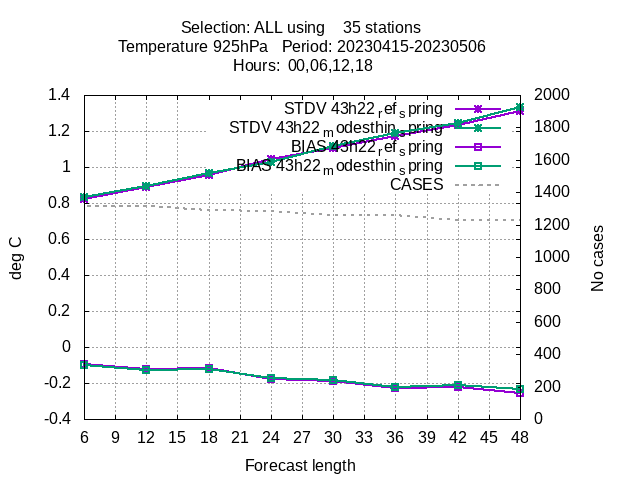 Selection: ALL using 35 stations
Temperature 925hPa Period: 20230415-20230506
Hours: 00,06,12,18
1.4
1.2
1
0.8
0.6
0.4
0.2
0
-0.2
-0.4
deg C
STDV 43h22_ref_spring
STDV 43h22_modesthin_spring
BIAS 43h22_ref_spring
BIAS 43h22_modesthin_spring
CASES
2000
1800
1600
1400
1200
1000
800
600
400
200
0
No cases
6 9 12 15 18 21 24 27 30 33 36 39 42 45 48
Forecast length